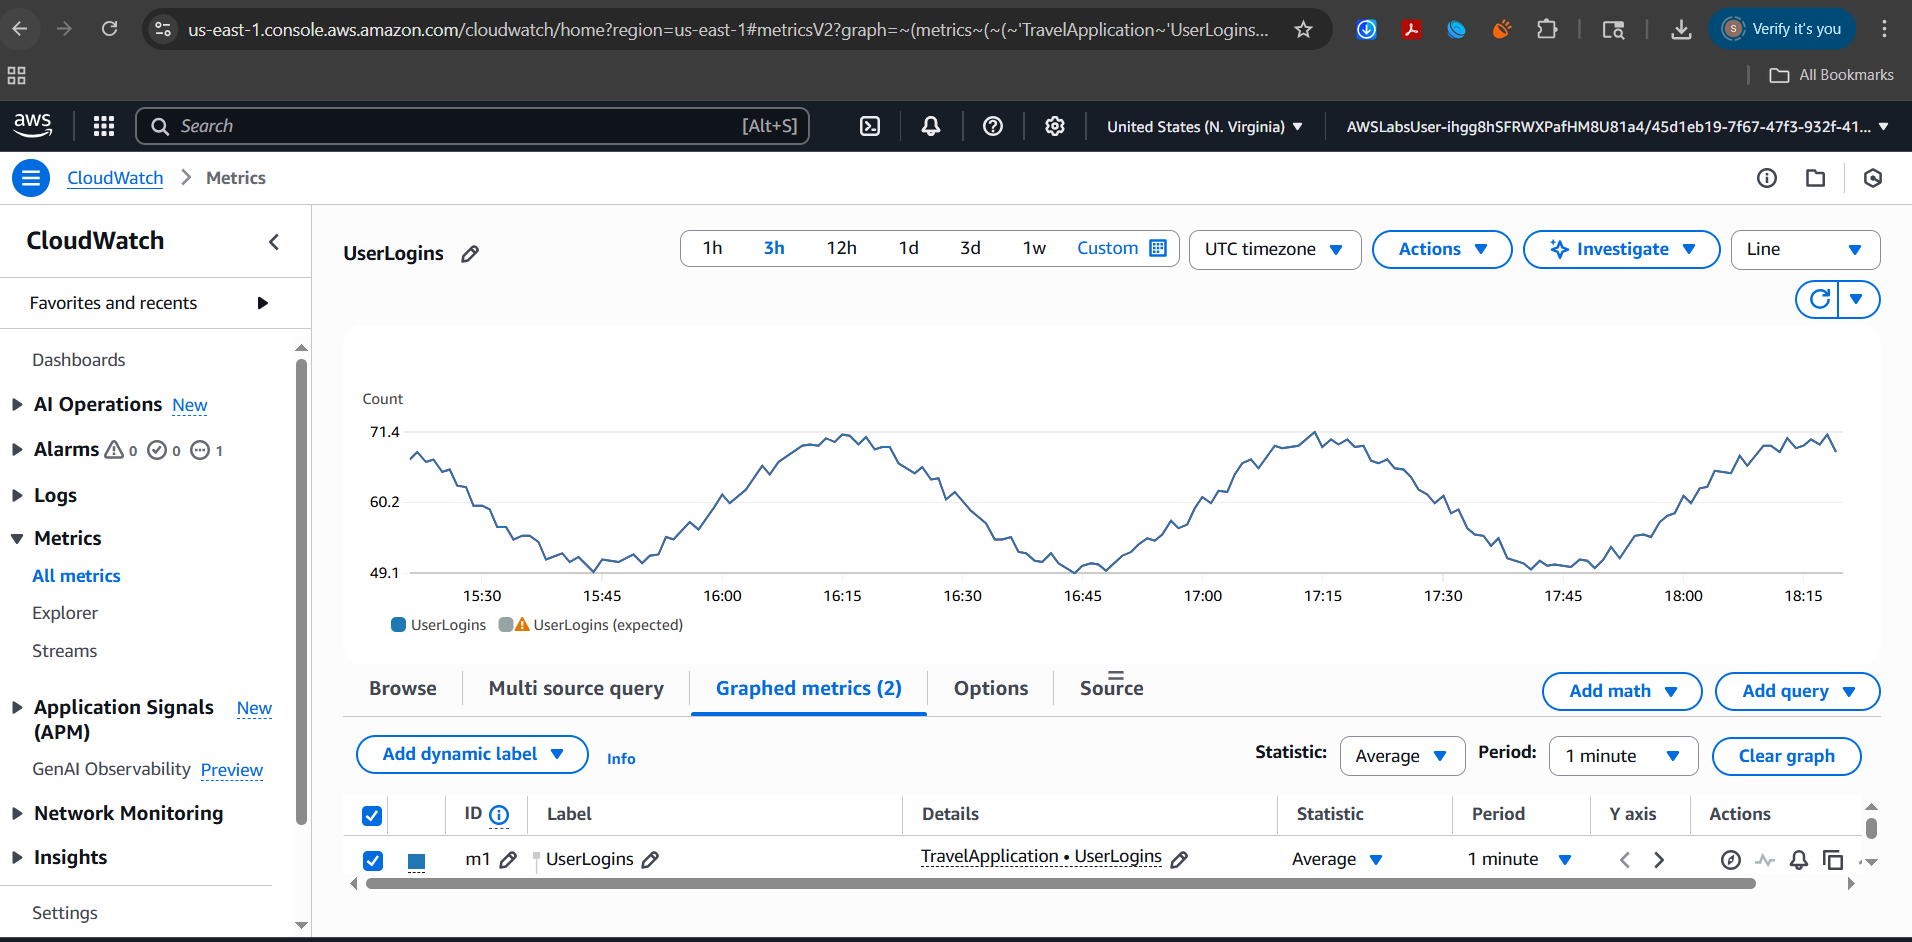 us-east-1.console.aws.amazon.com/cloudwatch/home?region=us-east-1#metricsV2?graph=~(metrics~(~(~'TravelApplication~'UserLogins...
S Verify it's you
All Bookmarks
aws Search [Alt+S] United States (N. Virginia) AWSLabsUser-ihgg8hSFRWXPafHM8U81a4/45d1eb19-7f67-47f3-932f-41...
CloudWatch > Metrics
CloudWatch
Favorites and recents
Dashboards
AI Operations New
Alarms 0 0 1
Logs
Metrics
All metrics
Explorer
Streams
Application Signals (APM) New
GenAI Observability Preview
Network Monitoring
Insights
Settings
UserLogins 1h 3h 12h 1d 3d 1w Custom UTC timezone Actions Investigate Line
Count
71.4
60.2
49.1
15:30 15:45 16:00 16:15 16:30 16:45 17:00 17:15 17:30 17:45 18:00 18:15
UserLogins UserLogins (expected)
Browse Multi source query Graphed metrics (2) Options Source Add math Add query
Add dynamic label Info Statistic: Average Period: 1 minute Clear graph
ID Label Details Statistic Period Y axis Actions
m1 UserLogins TravelApplication • UserLogins Average 1 minute